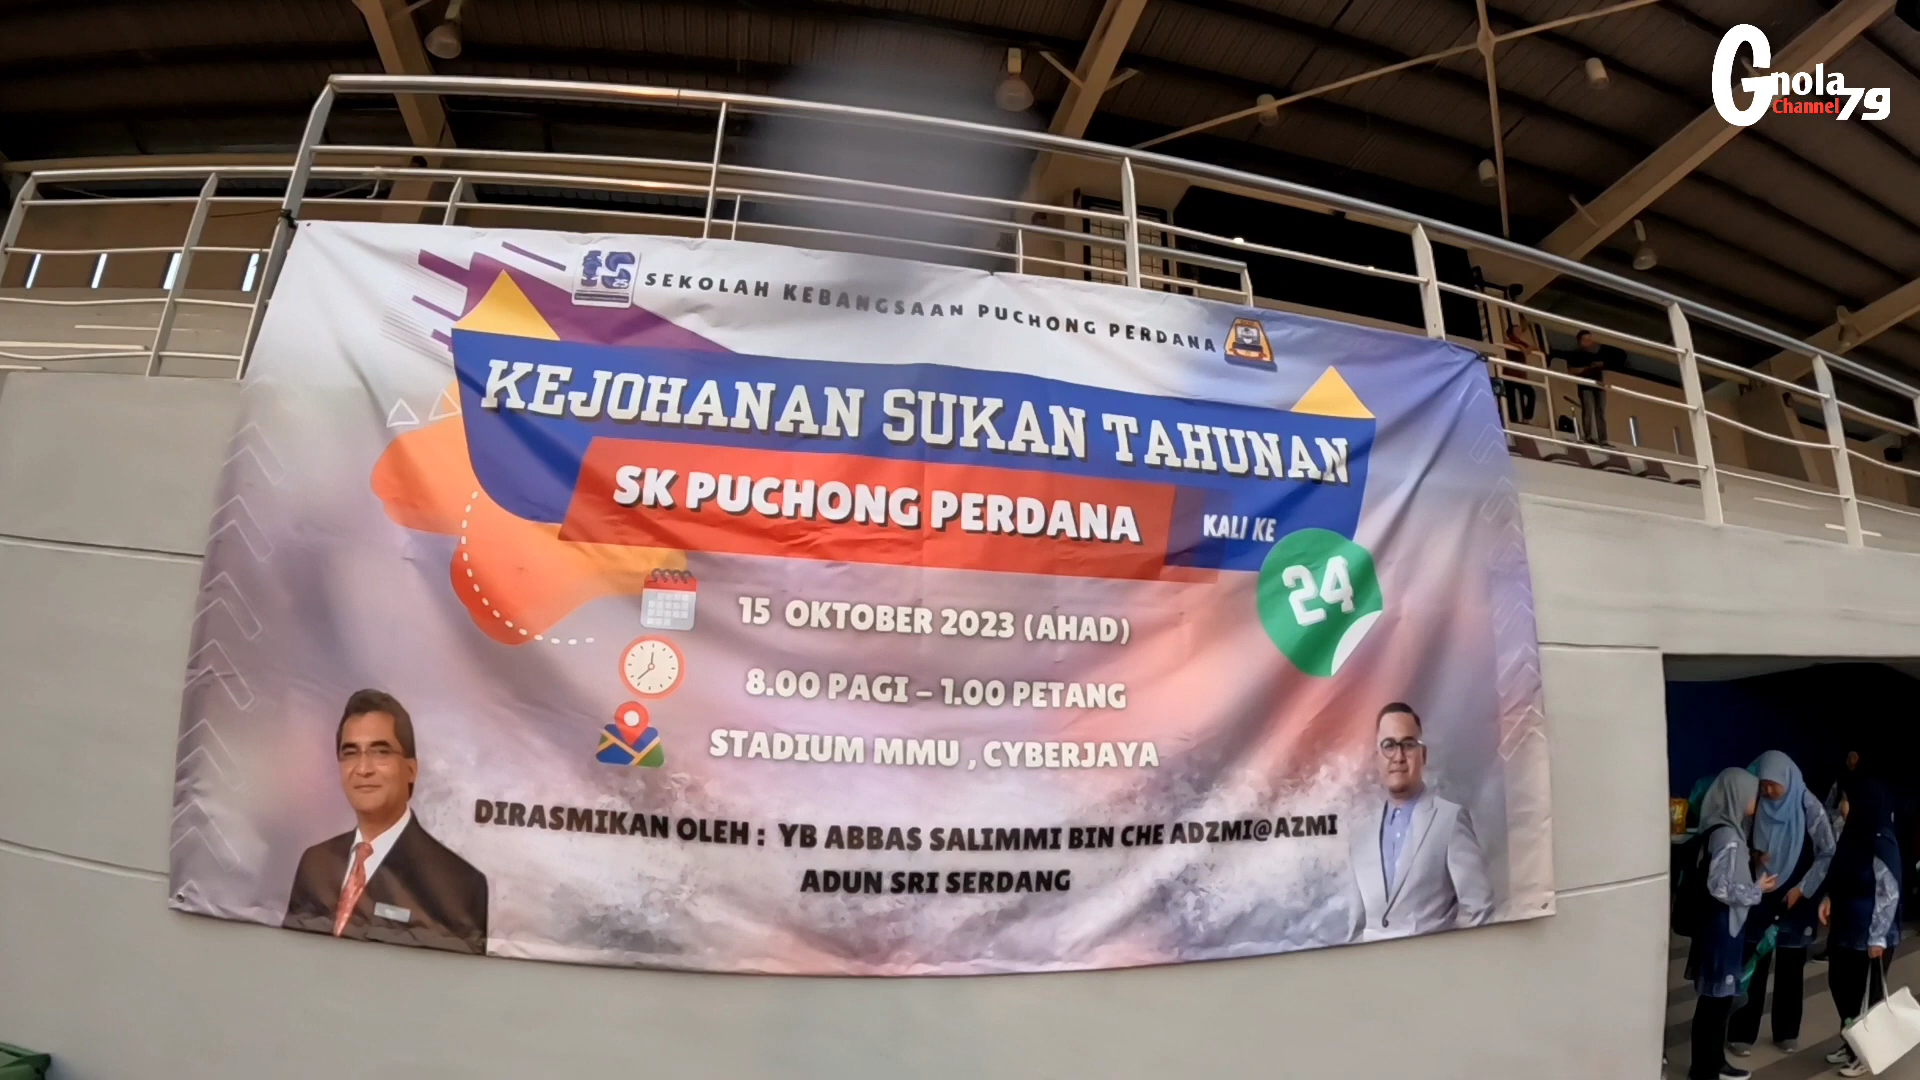 Gnola
Channel79
TS25
SEKOLAH KEBANGSAAN PUCHONG PERDANA
KEJOHANAN SUKAN TAHUNAN
SK PUCHONG PERDANA
KALI KE
24
15 OKTOBER 2023 (AHAD)
8.00 PAGI – 1.00 PETANG
STADIUM MMU , CYBERJAYA
DIRASMIKAN OLEH : YB ABBAS SALIMMI BIN CHE ADZMI@AZMI
ADUN SRI SERDANG